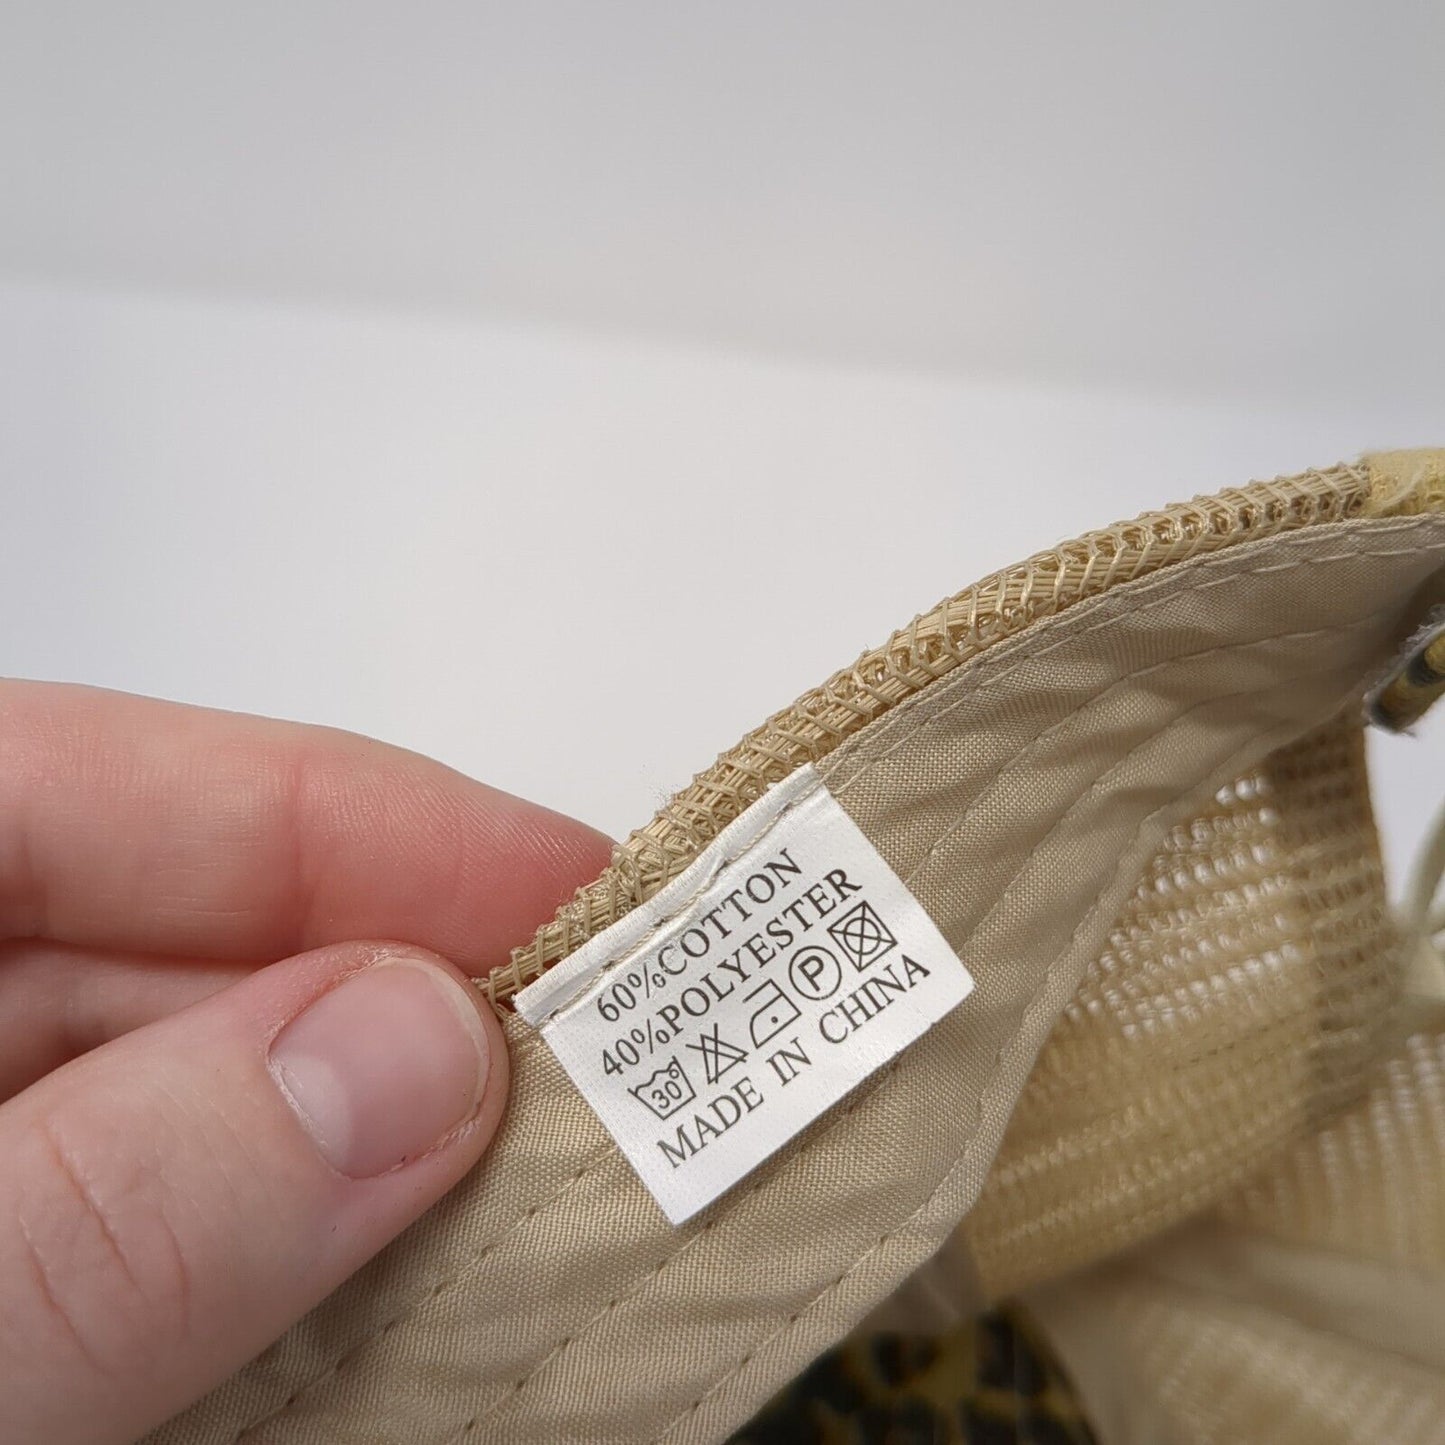 60%COTTON
40%POLYESTER
30° P
MADE IN CHINA